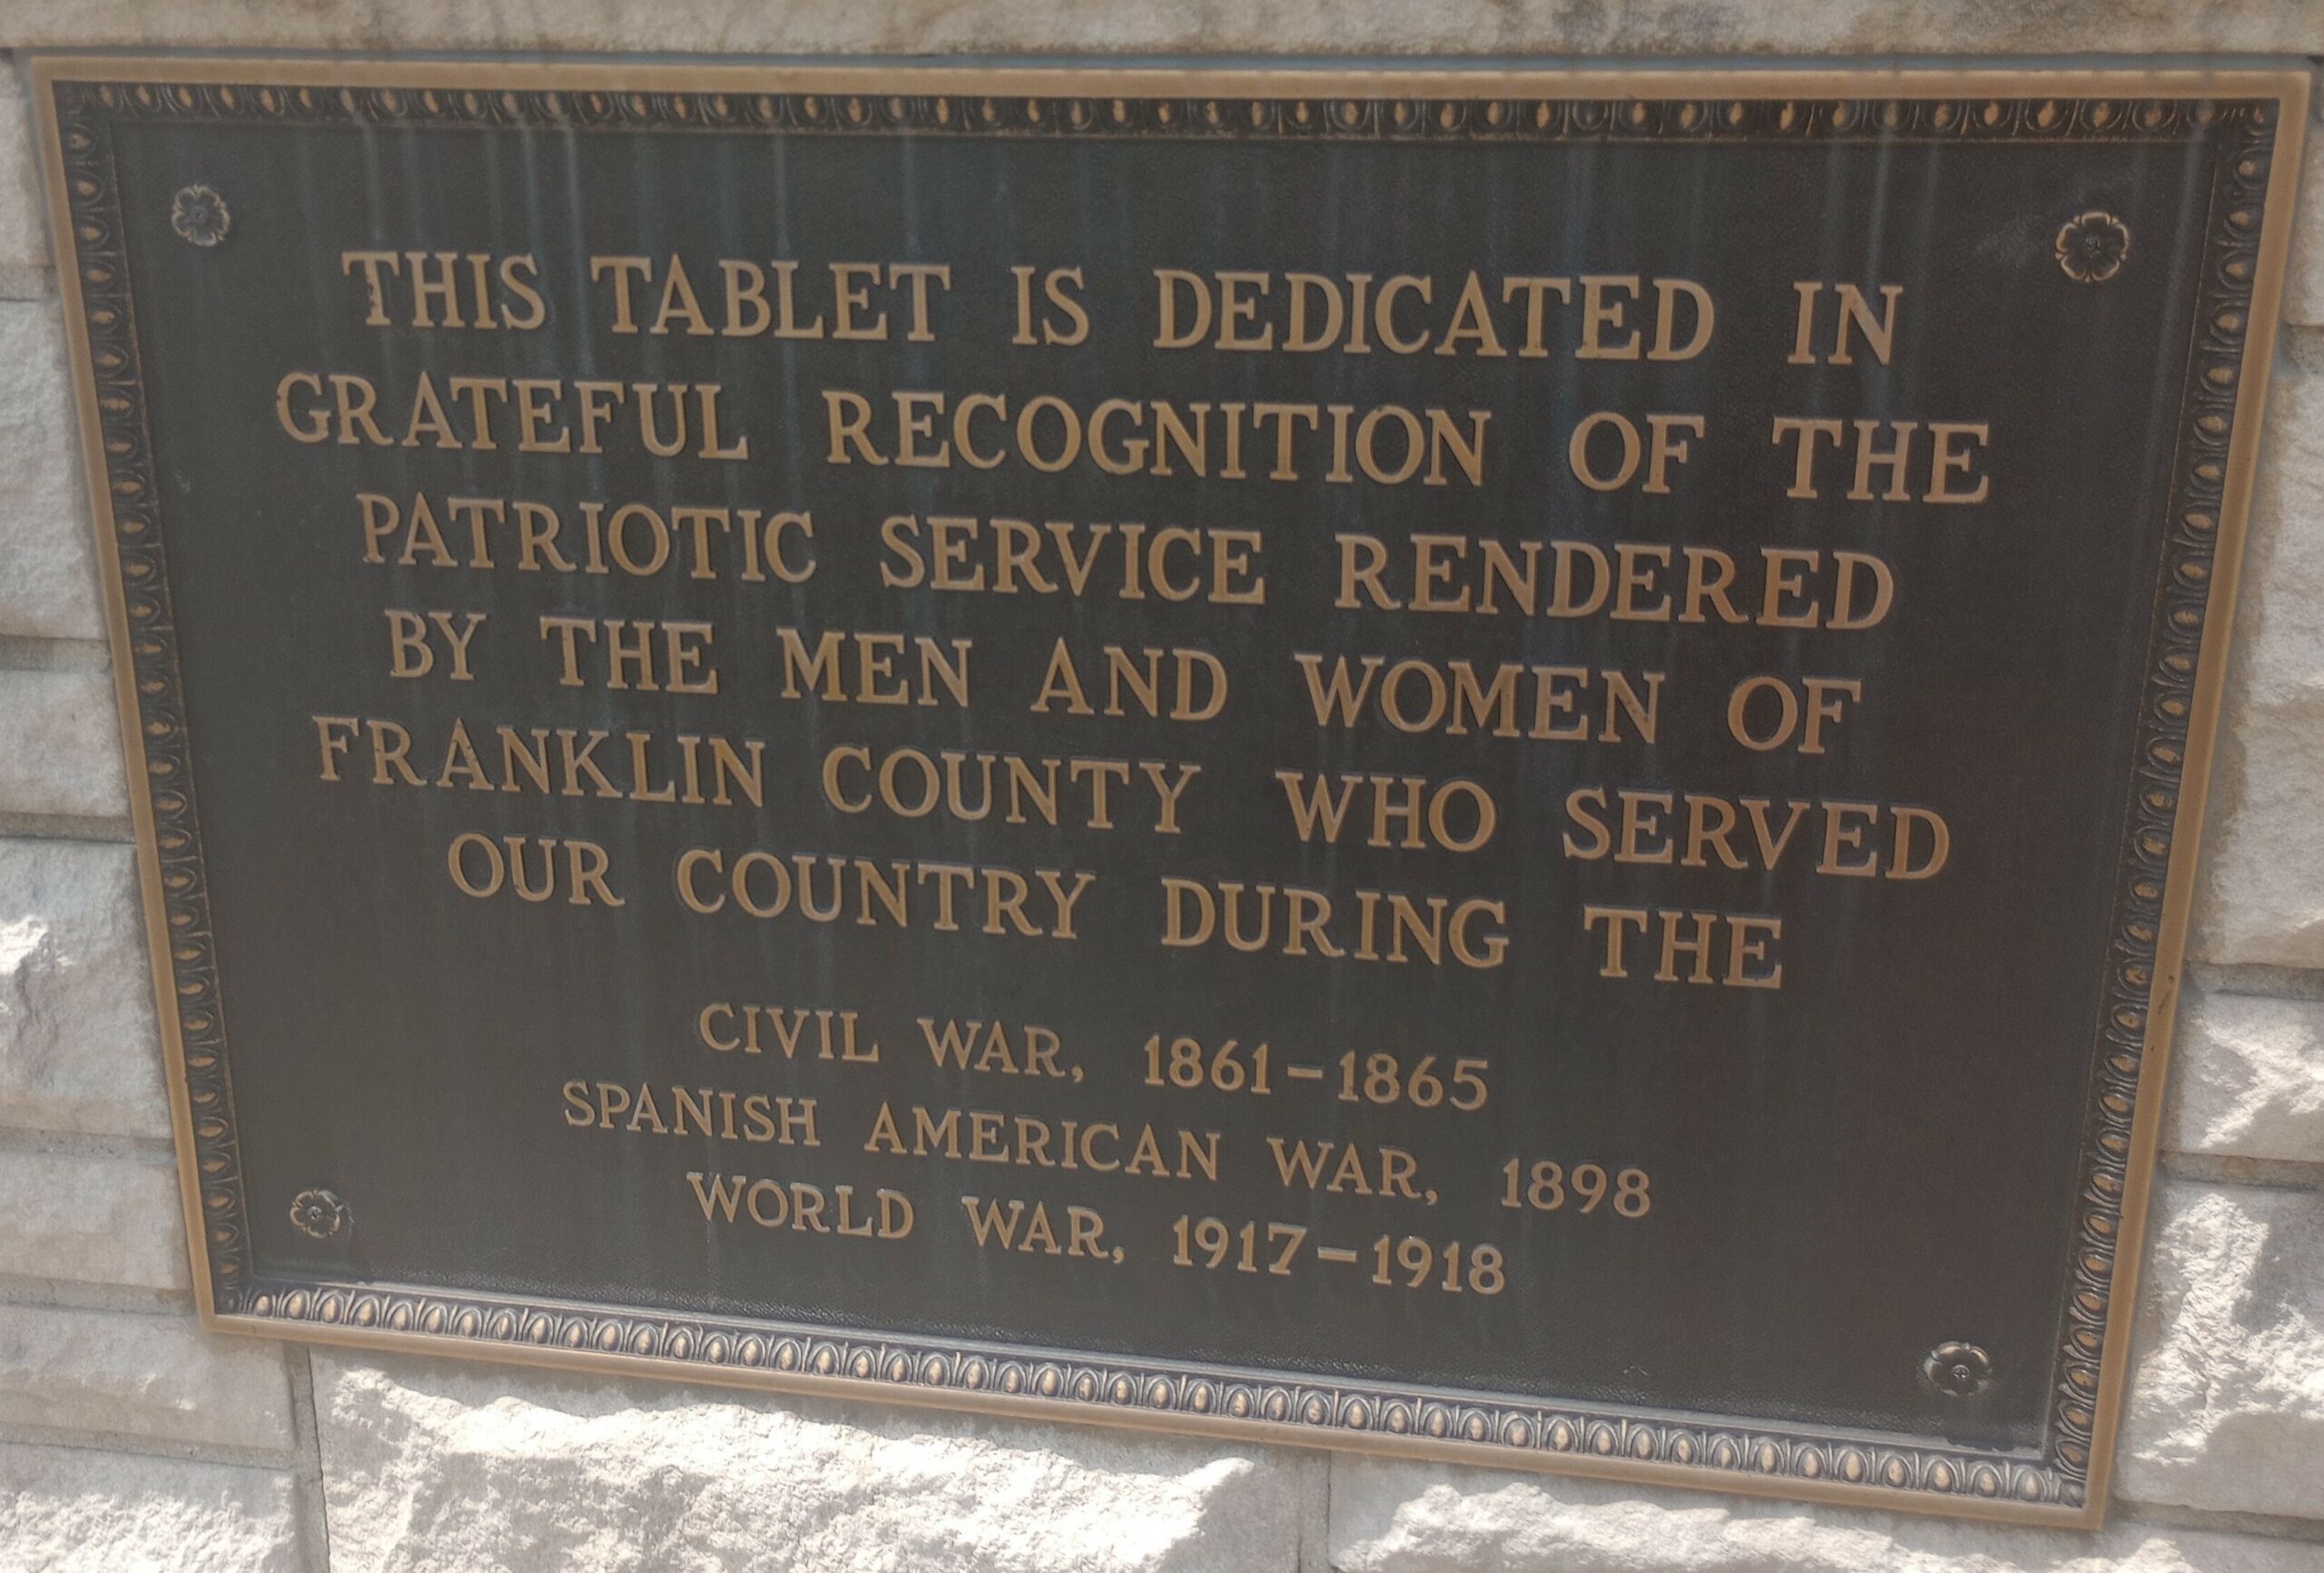 THIS TABLET IS DEDICATED IN
GRATEFUL RECOGNITION OF THE
PATRIOTIC SERVICE RENDERED
BY THE MEN AND WOMEN OF
FRANKLIN COUNTY WHO SERVED
OUR COUNTRY DURING THE
CIVIL WAR, 1861-1865
SPANISH AMERICAN WAR, 1898
WORLD WAR, 1917-1918